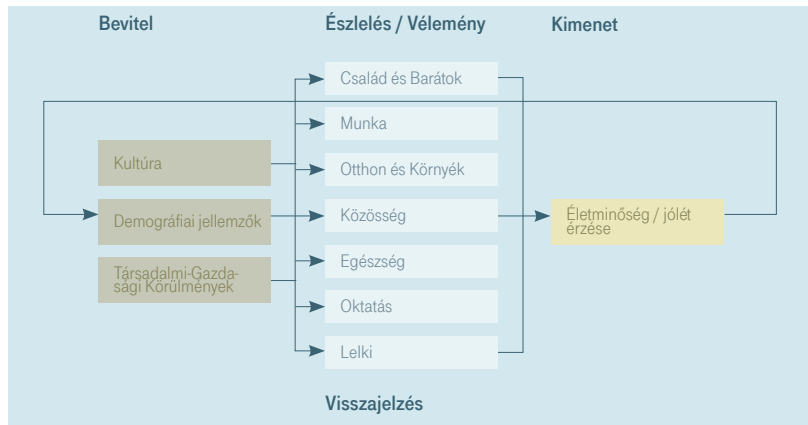 Bevitel
Észlelés / Vélemény
Kimenet
Család és Barátok
Munka
Kultúra
Otthon és Környék
Demográfiai jellemzők
Közösség
Életminőség / jólét
érzése
Társadalmi-Gazda-
sági Körülmények
Egészség
Oktatás
Lelki
Visszajelzés